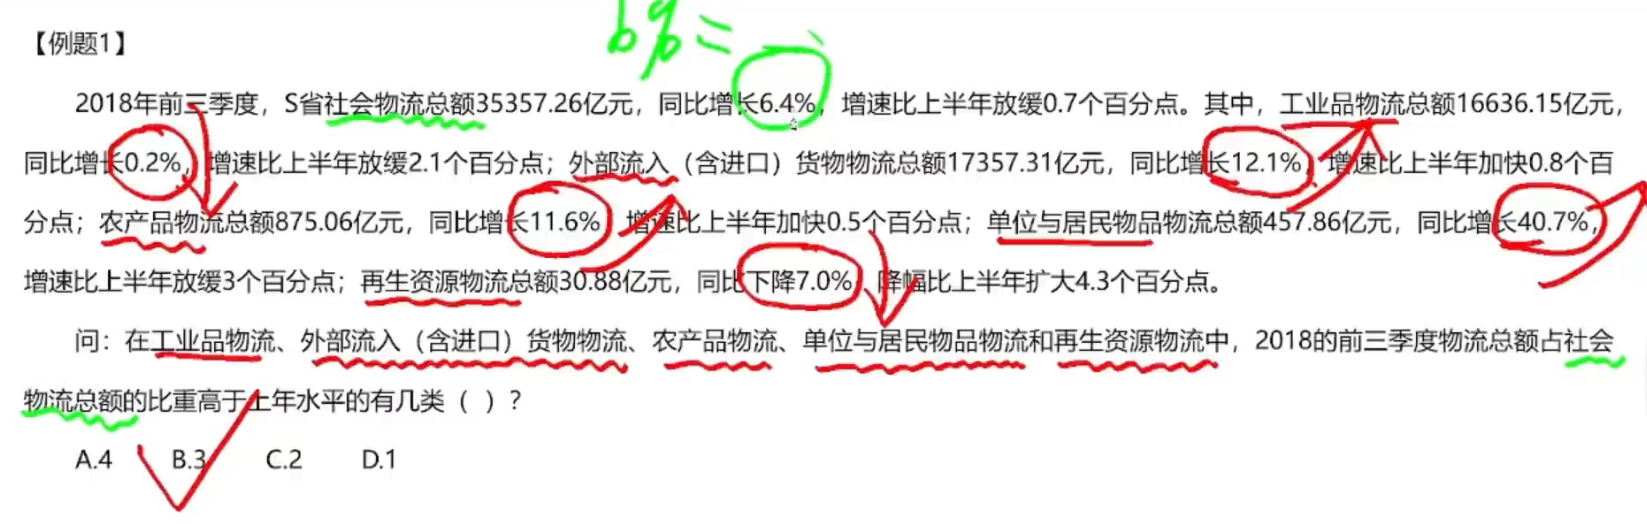 b% =
【例题1】
2018年前三季度，S省社会物流总额35357.26亿元，同比增长6.4%，增速比上半年放缓0.7个百分点。其中，工业品物流总额16636.15亿元，
同比增长0.2%，增速比上半年放缓2.1个百分点；外部流入（含进口）货物物流总额17357.31亿元，同比增长12.1%，增速比上半年加快0.8个百
分点；农产品物流总额875.06亿元，同比增长11.6%，增速比上半年加快0.5个百分点；单位与居民物品物流总额457.86亿元，同比增长40.7%，
增速比上半年放缓3个百分点；再生资源物流总额30.88亿元，同比下降7.0%，降幅比上半年扩大4.3个百分点。
问：在工业品物流、外部流入（含进口）货物物流、农产品物流、单位与居民物品物流和再生资源物流中，2018的前三季度物流总额占社会
物流总额的比重高于上年水平的有几类（ ）？
A.4 B.3 C.2 D.1